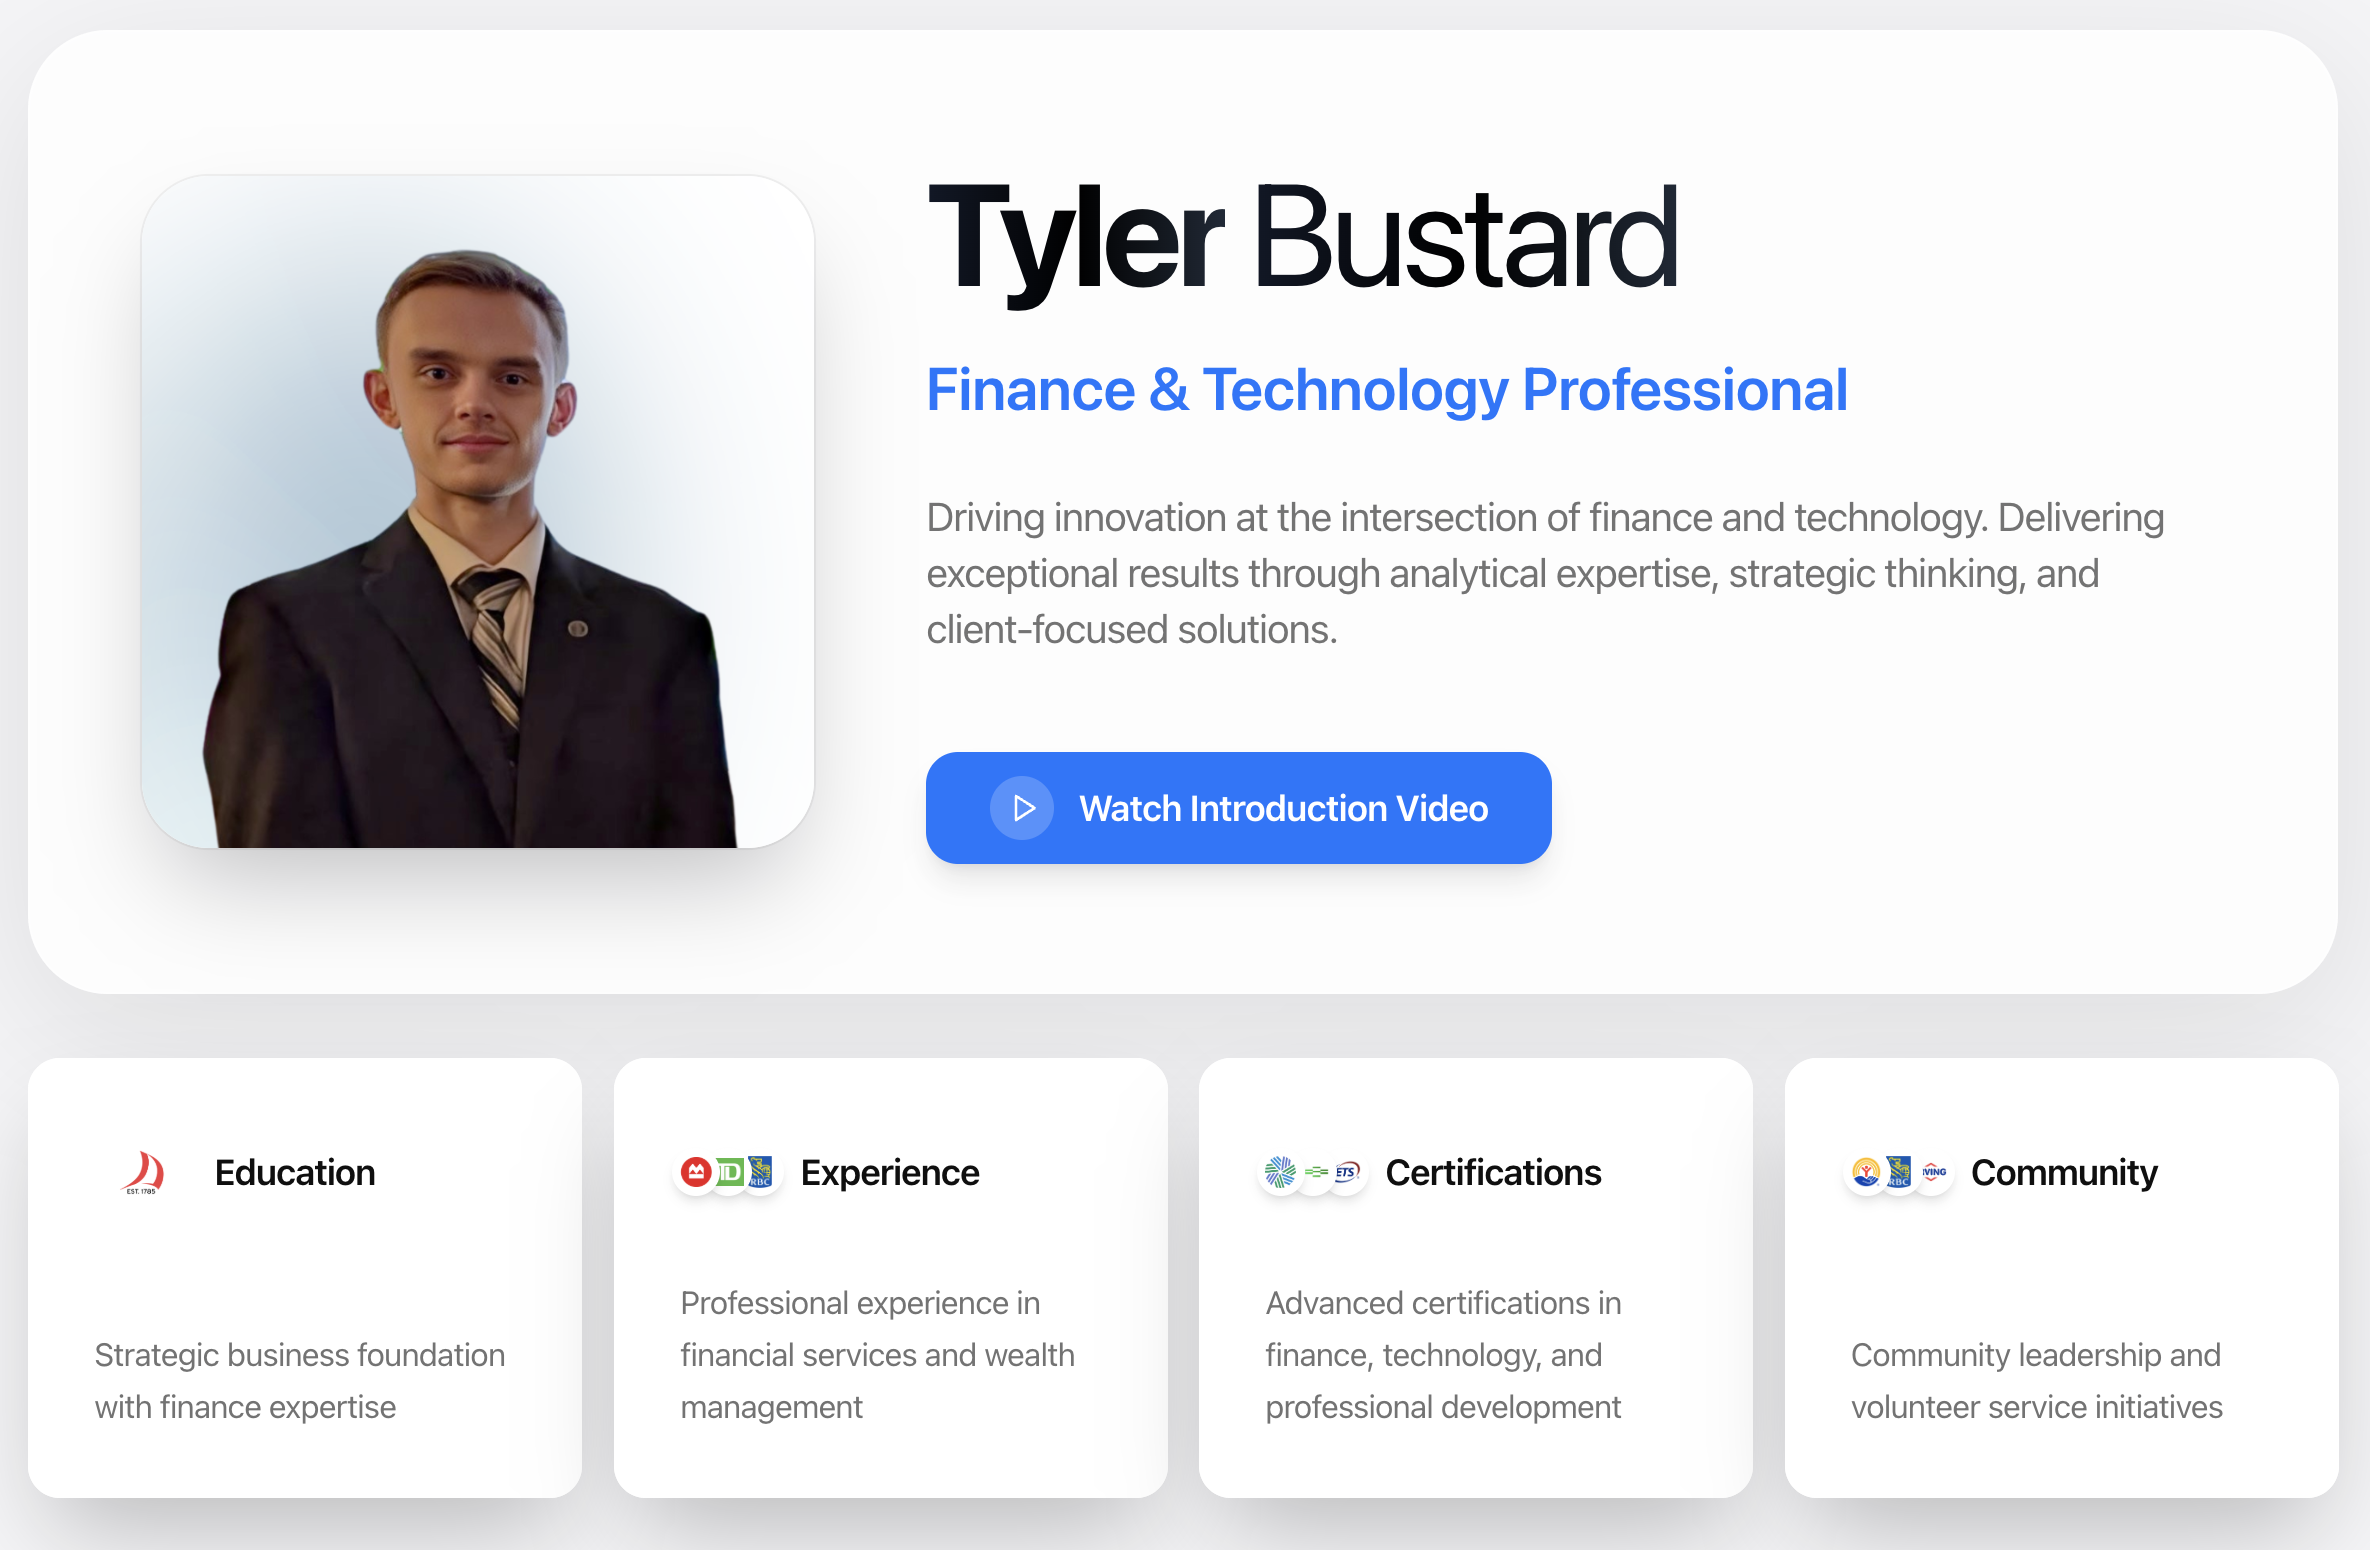 Tyler Bustard
Finance & Technology Professional
Driving innovation at the intersection of finance and technology. Delivering
exceptional results through analytical expertise, strategic thinking, and
client-focused solutions.
Watch Introduction Video
EST. 1785
Education
Strategic business foundation
with finance expertise
TD
RBC
Experience
Professional experience in
financial services and wealth
management
ETS
Certifications
Advanced certifications in
finance, technology, and
professional development
RBC
VING
Community
Community leadership and
volunteer service initiatives